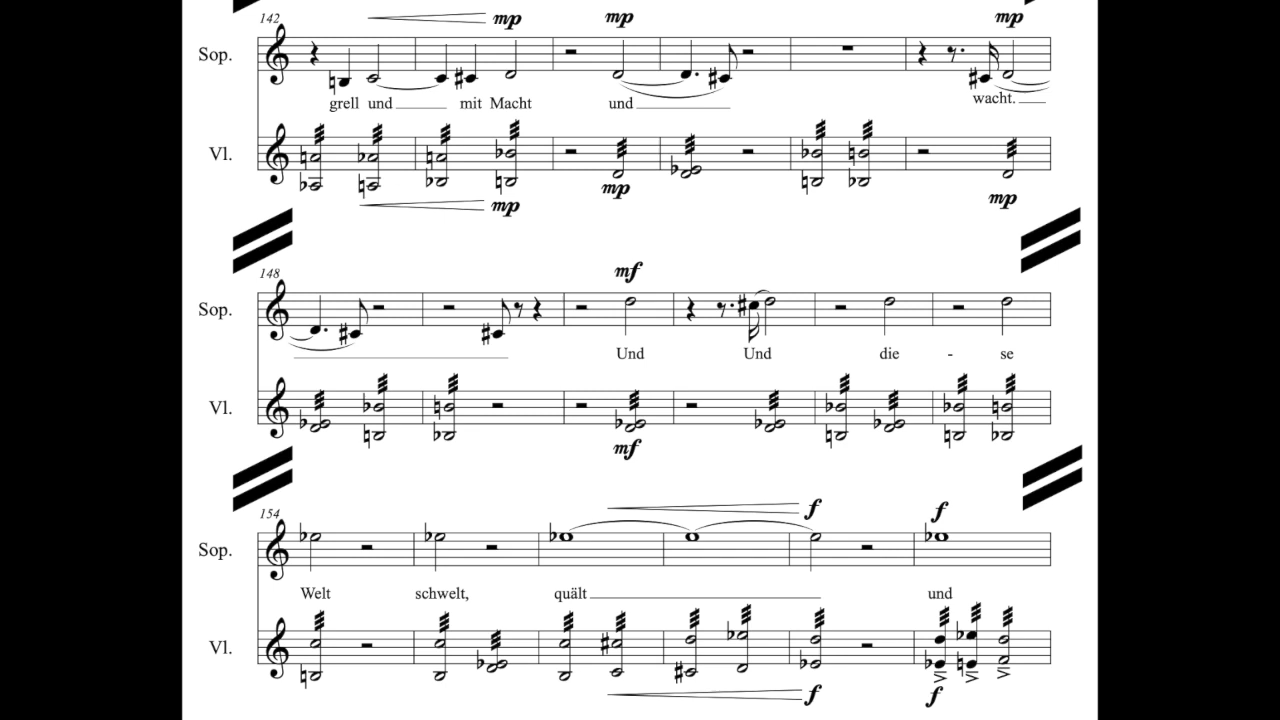 142
mp mp mp
Sop.
grell und mit Macht und wacht.
Vl.
mp mp mp
148
mf
Sop.
Und Und die - se
Vl.
mf
154
f f
Sop.
Welt schwelt, quält und
Vl.
f f